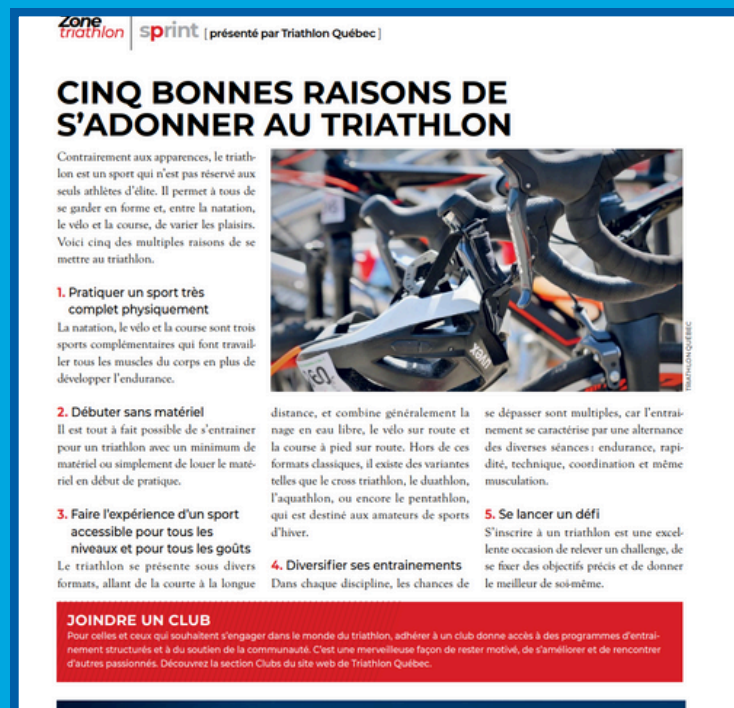 Zone
triathlon sprint [présenté par Triathlon Québec]
CINQ BONNES RAISONS DE
S'ADONNER AU TRIATHLON
Contrairement aux apparences, le triath-
lon est un sport qui n'est pas réservé aux
seuls athlètes d'élite. Il permet à tous de
se garder en forme et, entre la natation,
le vélo et la course, de varier les plaisirs.
Voici cinq des multiples raisons de se
mettre au triathlon.
1. Pratiquer un sport très
complet physiquement
La natation, le vélo et la course sont trois
sports complémentaires qui font travail-
ler tous les muscles du corps en plus de
développer l'endurance.
2. Débuter sans matériel
Il est tout à fait possible de s'entrainer
pour un triathlon avec un minimum de
matériel ou simplement de louer le maté-
riel en début de pratique.
3. Faire l'expérience d'un sport
accessible pour tous les
niveaux et pour tous les goûts
Le triathlon se présente sous divers
formats, allant de la courte à la longue
uvex
TRIATHLON QUÉBEC
distance, et combine généralement la
nage en eau libre, le vélo sur route et
la course à pied sur route. Hors de ces
formats classiques, il existe des variantes
telles que le cross triathlon, le duathlon,
l'aquathlon, ou encore le pentathlon,
qui est destiné aux amateurs de sports
d'hiver.
4. Diversifier ses entrainements
Dans chaque discipline, les chances de
se dépasser sont multiples, car l'entrai-
nement se caractérise par une alternance
des diverses séances : endurance, rapi-
dité, technique, coordination et même
musculation.
5. Se lancer un défi
S'inscrire à un triathlon est une excel-
lente occasion de relever un challenge, de
se fixer des objectifs précis et de donner
le meilleur de soi-même.
JOINDRE UN CLUB
Pour celles et ceux qui souhaitent s'engager dans le monde du triathlon, adhérer à un club donne accès à des programmes d'entrai-
nement structurés et à du soutien de la communauté. C'est une merveilleuse façon de rester motivé, de s'améliorer et de rencontrer
d'autres passionnés. Découvrez la section Clubs du site web de Triathlon Québec.